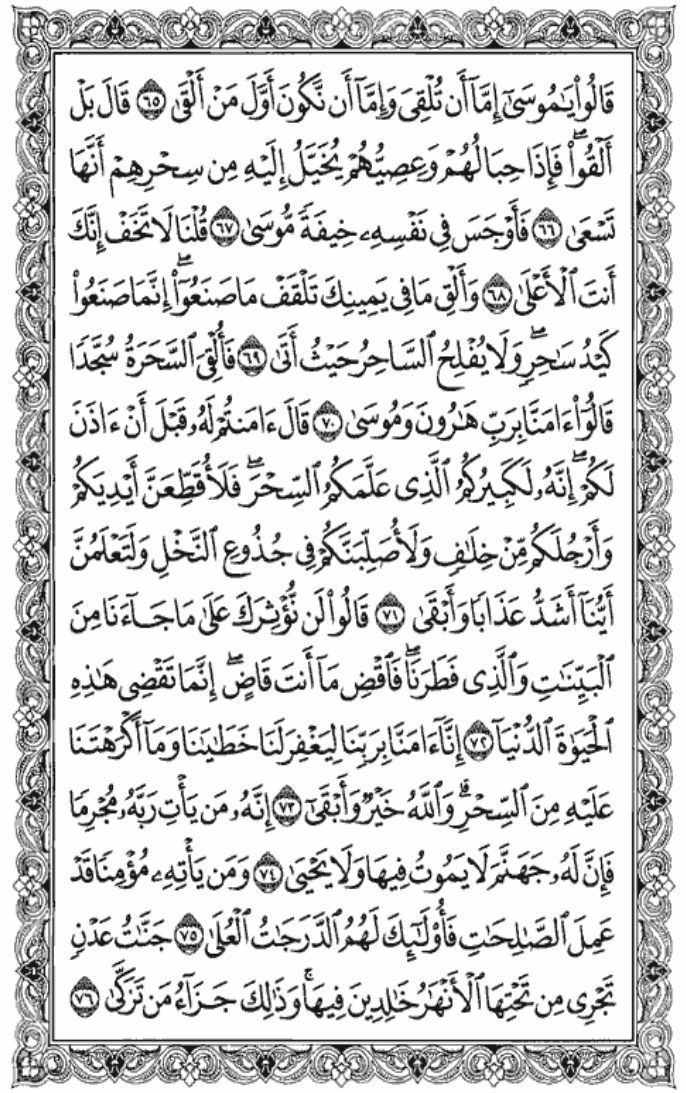 قَالُوا۟ يَٰمُوسَىٰٓ إِمَّآ أَن تُلْقِىَ وَإِمَّآ أَن نَّكُونَ أَوَّلَ مَنْ أَلْقَىٰ ٦٥ قَالَ بَلْ
أَلْقُوا۟ ۖ فَإِذَا حِبَالُهُمْ وَعِصِيُّهُمْ يُخَيَّلُ إِلَيْهِ مِن سِحْرِهِمْ أَنَّهَا
تَسْعَىٰ ٦٦ فَأَوْجَسَ فِى نَفْسِهِۦ خِيفَةً مُّوسَىٰ ٦٧ قُلْنَا لَا تَخَفْ إِنَّكَ
أَنتَ ٱلْأَعْلَىٰ ٦٨ وَأَلْقِ مَا فِى يَمِينِكَ تَلْقَفْ مَا صَنَعُوٓا۟ ۖ إِنَّمَا صَنَعُوا۟
كَيْدُ سَٰحِرٍ ۖ وَلَا يُفْلِحُ ٱلسَّاحِرُ حَيْثُ أَتَىٰ ٦٩ فَأُلْقِىَ ٱلسَّحَرَةُ سُجَّدًا
قَالُوٓا۟ ءَامَنَّا بِرَبِّ هَٰرُونَ وَمُوسَىٰ ٧٠ قَالَ ءَامَنتُمْ لَهُۥ قَبْلَ أَنْ ءَاذَنَ
لَكُمْ ۖ إِنَّهُۥ لَكَبِيرُكُمُ ٱلَّذِى عَلَّمَكُمُ ٱلسِّحْرَ ۖ فَلَأُقَطِّعَنَّ أَيْدِيَكُمْ
وَأَرْجُلَكُم مِّنْ خِلَٰفٍ وَلَأُصَلِّبَنَّكُمْ فِى جُذُوعِ ٱلنَّخْلِ وَلَتَعْلَمُنَّ
أَيُّنَآ أَشَدُّ عَذَابًا وَأَبْقَىٰ ٧١ قَالُوا۟ لَن نُّؤْثِرَكَ عَلَىٰ مَا جَآءَنَا مِنَ
ٱلْبَيِّنَٰتِ وَٱلَّذِى فَطَرَنَا ۖ فَٱقْضِ مَآ أَنتَ قَاضٍ ۖ إِنَّمَا تَقْضِى هَٰذِهِ
ٱلْحَيَوٰةَ ٱلدُّنْيَآ ٧٢ إِنَّآ ءَامَنَّا بِرَبِّنَا لِيَغْفِرَ لَنَا خَطَٰيَٰنَا وَمَآ أَكْرَهْتَنَا
عَلَيْهِ مِنَ ٱلسِّحْرِ ۗ وَٱللَّهُ خَيْرٌ وَأَبْقَىٰٓ ٧٣ إِنَّهُۥ مَن يَأْتِ رَبَّهُۥ مُجْرِمًا
فَإِنَّ لَهُۥ جَهَنَّمَ لَا يَمُوتُ فِيهَا وَلَا يَحْيَىٰ ٧٤ وَمَن يَأْتِهِۦ مُؤْمِنًا قَدْ
عَمِلَ ٱلصَّٰلِحَٰتِ فَأُو۟لَٰٓئِكَ لَهُمُ ٱلدَّرَجَٰتُ ٱلْعُلَىٰ ٧٥ جَنَّٰتُ عَدْنٍ
تَجْرِى مِن تَحْتِهَا ٱلْأَنْهَٰرُ خَٰلِدِينَ فِيهَا ۚ وَذَٰلِكَ جَزَآءُ مَن تَزَكَّىٰ ٧٦